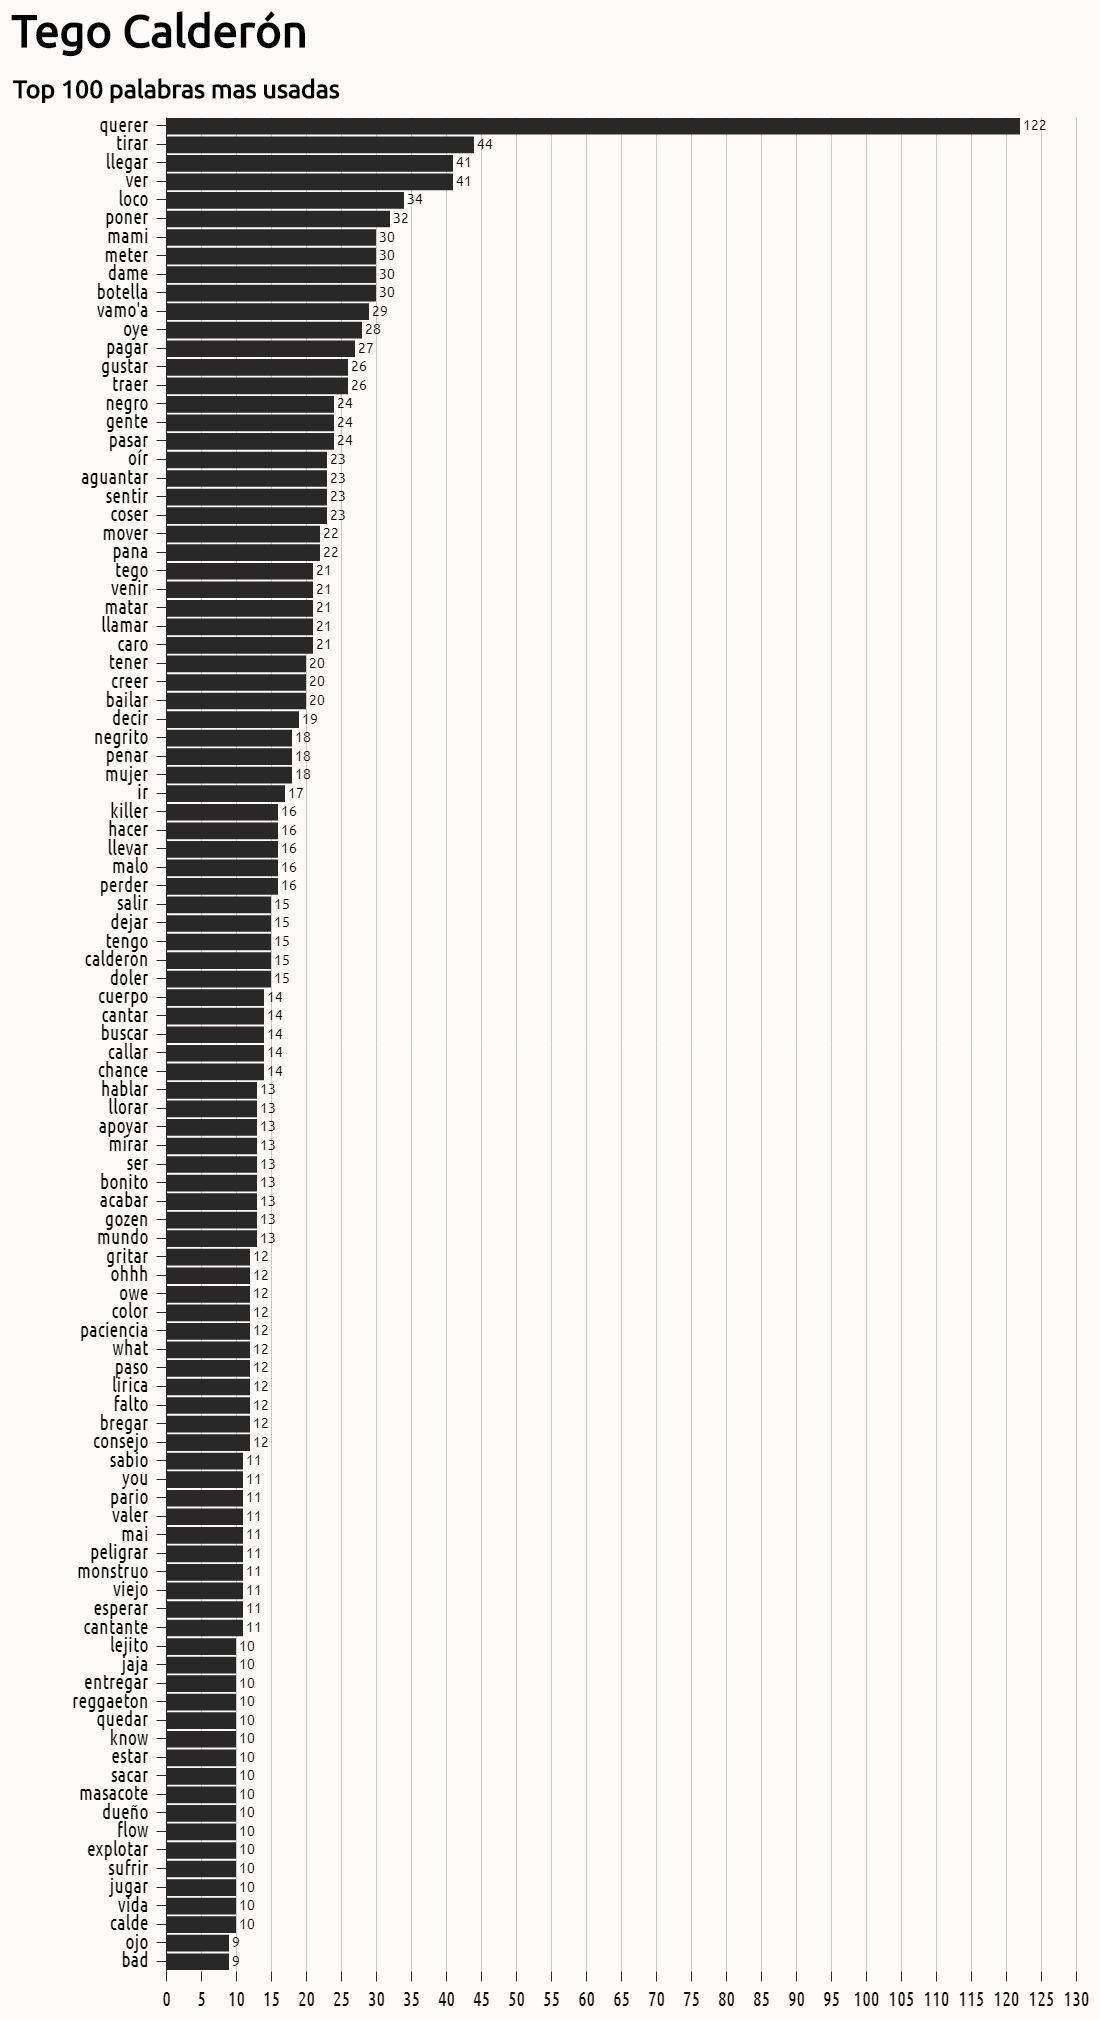 Tego Calderón
Top 100 palabras mas usadas
querer 122
tirar 44
llegar 41
ver 41
loco 34
poner 32
mami 30
meter 30
dame 30
botella 30
vamo'a 29
oye 28
pagar 27
gustar 26
traer 26
negro 24
gente 24
pasar 24
oír 23
aguantar 23
sentir 23
coser 23
mover 22
pana 22
tego 21
venir 21
matar 21
llamar 21
caro 21
tener 20
creer 20
bailar 20
decir 19
negrito 18
penar 18
mujer 18
ir 17
killer 16
hacer 16
llevar 16
malo 16
perder 16
salir 15
dejar 15
tengo 15
calderón 15
doler 15
cuerpo 14
cantar 14
buscar 14
callar 14
chance 14
hablar 13
llorar 13
apoyar 13
mirar 13
ser 13
bonito 13
acabar 13
gozen 13
mundo 13
gritar 12
ohhh 12
owe 12
color 12
paciencia 12
what 12
paso 12
lirica 12
falto 12
bregar 12
consejo 12
sabio 11
you 11
pario 11
valer 11
mai 11
peligrar 11
monstruo 11
viejo 11
esperar 11
cantante 11
lejito 10
jaja 10
entregar 10
reggaeton 10
quedar 10
know 10
estar 10
sacar 10
masacote 10
dueño 10
flow 10
explotar 10
sufrir 10
jugar 10
vida 10
calde 10
ojo 9
bad 9
0 5 10 15 20 25 30 35 40 45 50 55 60 65 70 75 80 85 90 95 100 105 110 115 120 125 130